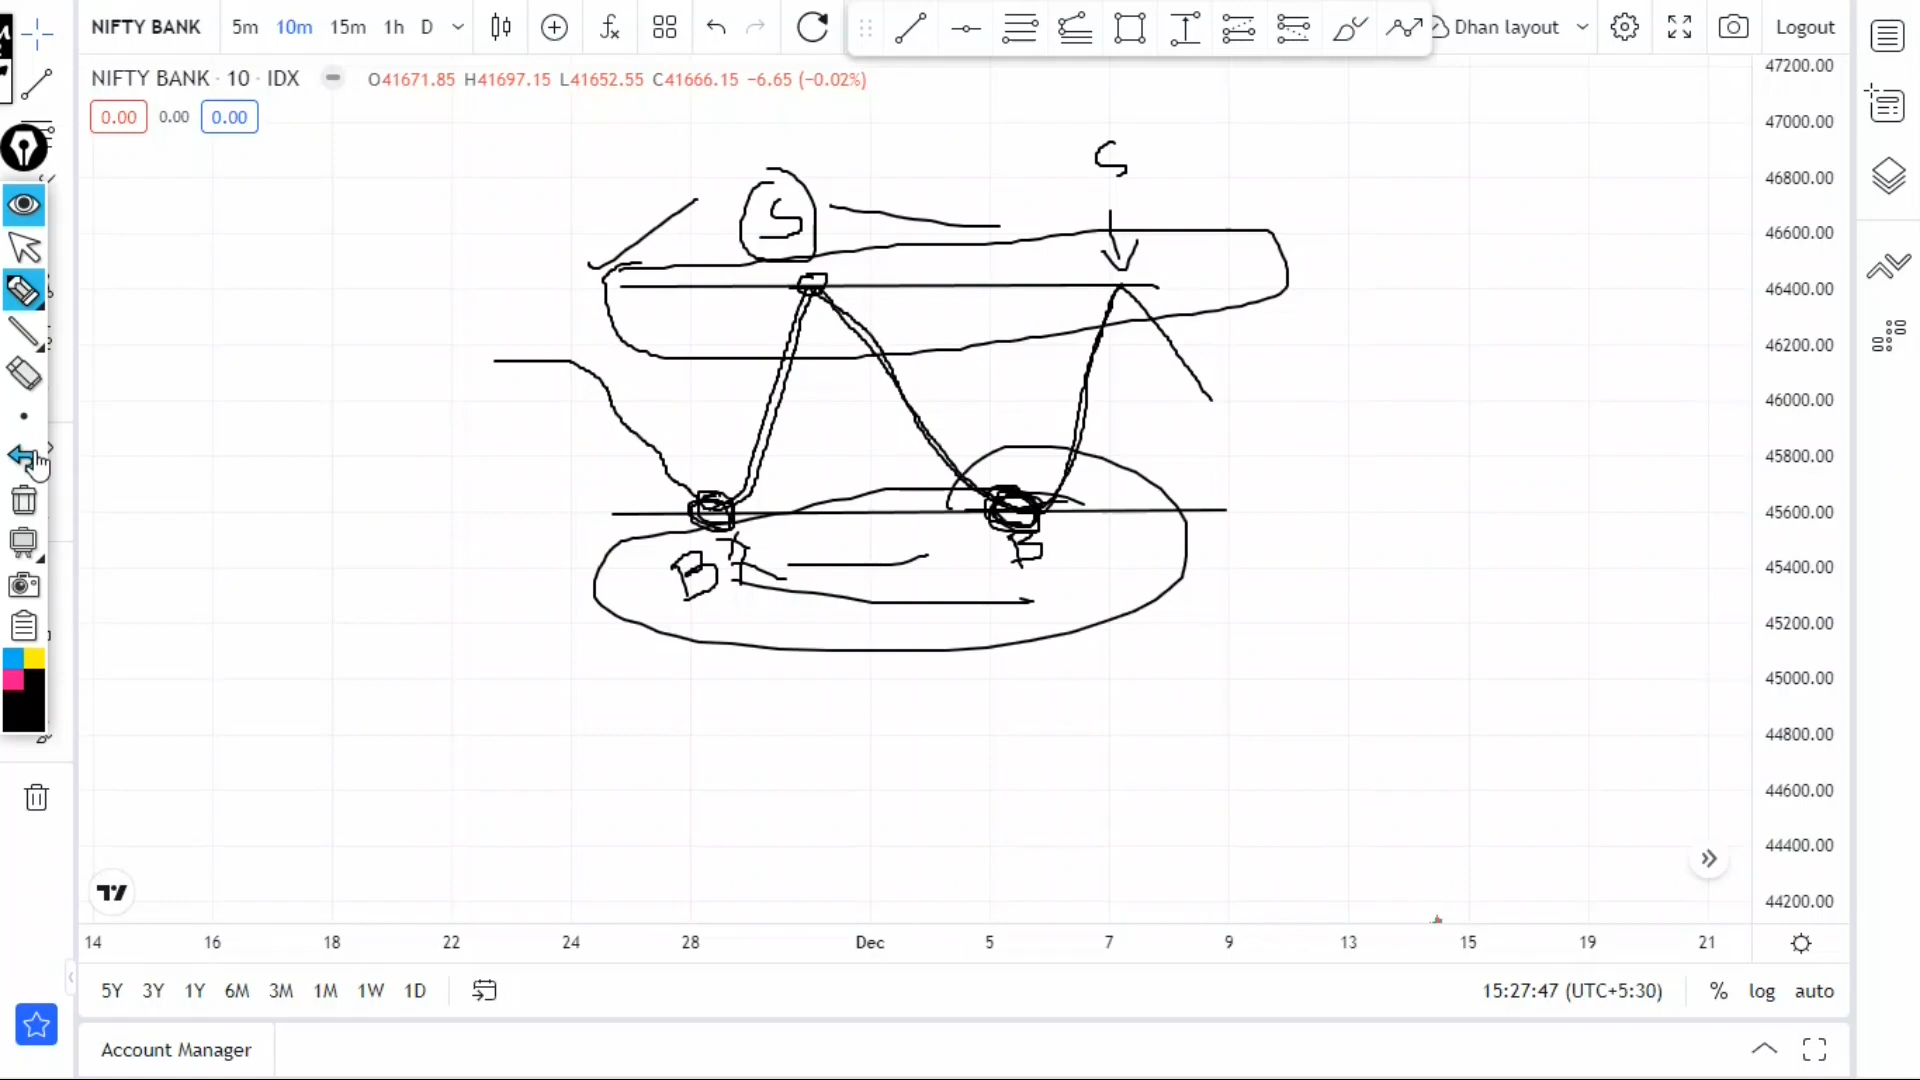 NIFTY BANK 5m 10m 15m 1h D fx Dhan layout Logout
NIFTY BANK · 10 · IDX O41671.85 H41697.15 L41652.55 C41666.15 −6.65 (−0.02%)
0.00 0.00 0.00
47200.00
47000.00
46800.00
46600.00
46400.00
46200.00
46000.00
45800.00
45600.00
45400.00
45200.00
45000.00
44800.00
44600.00
44400.00
44200.00
S
S
B
14 16 18 22 24 28 Dec 5 7 9 13 15 19 21
5Y 3Y 1Y 6M 3M 1M 1W 1D 15:27:47 (UTC+5:30) % log auto
Account Manager